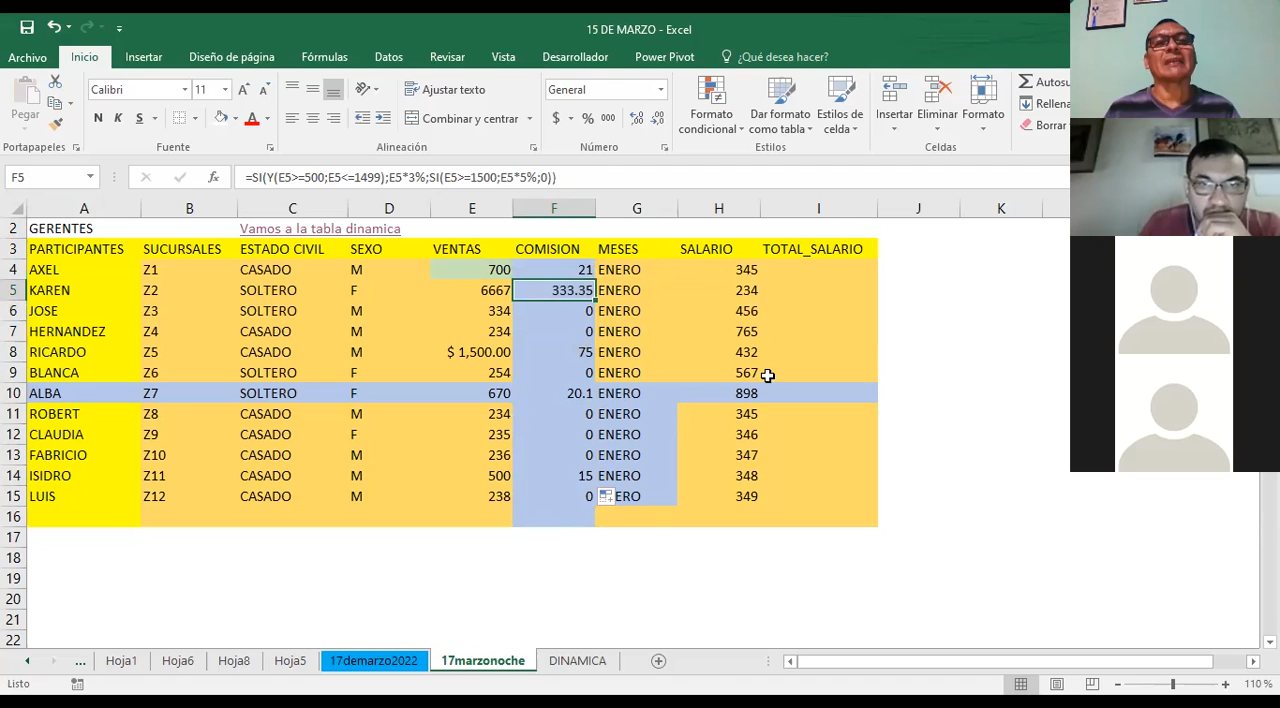 15 DE MARZO - Excel
Archivo Inicio Insertar Diseño de página Fórmulas Datos Revisar Vista Desarrollador Power Pivot ¿Qué desea hacer?
Pegar Calibri 11 Ajustar texto General Formato condicional Dar formato como tabla Estilos de celda Insertar Eliminar Formato Autosu
N K S A Combinar y centrar $ % 000 Rellena
Borrar
Portapapeles Fuente Alineación Número Estilos Celdas
F5 fx =SI(Y(E5>=500;E5<=1499);E5*3%;SI(E5>=1500;E5*5%;0))
A B C D E F G H I J K
2 GERENTES Vamos a la tabla dinamica
3 PARTICIPANTES SUCURSALES ESTADO CIVIL SEXO VENTAS COMISION MESES SALARIO TOTAL_SALARIO
4 AXEL Z1 CASADO M 700 21 ENERO 345
5 KAREN Z2 SOLTERO F 6667 333.35 ENERO 234
6 JOSE Z3 SOLTERO M 334 0 ENERO 456
7 HERNANDEZ Z4 CASADO M 234 0 ENERO 765
8 RICARDO Z5 CASADO M $ 1,500.00 75 ENERO 432
9 BLANCA Z6 SOLTERO F 254 0 ENERO 567
10 ALBA Z7 SOLTERO F 670 20.1 ENERO 898
11 ROBERT Z8 CASADO M 234 0 ENERO 345
12 CLAUDIA Z9 CASADO F 235 0 ENERO 346
13 FABRICIO Z10 CASADO M 236 0 ENERO 347
14 ISIDRO Z11 CASADO M 500 15 ENERO 348
15 LUIS Z12 CASADO M 238 0 ERO 349
16
17
18
19
20
21
22
... Hoja1 Hoja6 Hoja8 Hoja5 17demarzo2022 17marzonoche DINAMICA
Listo 110 %